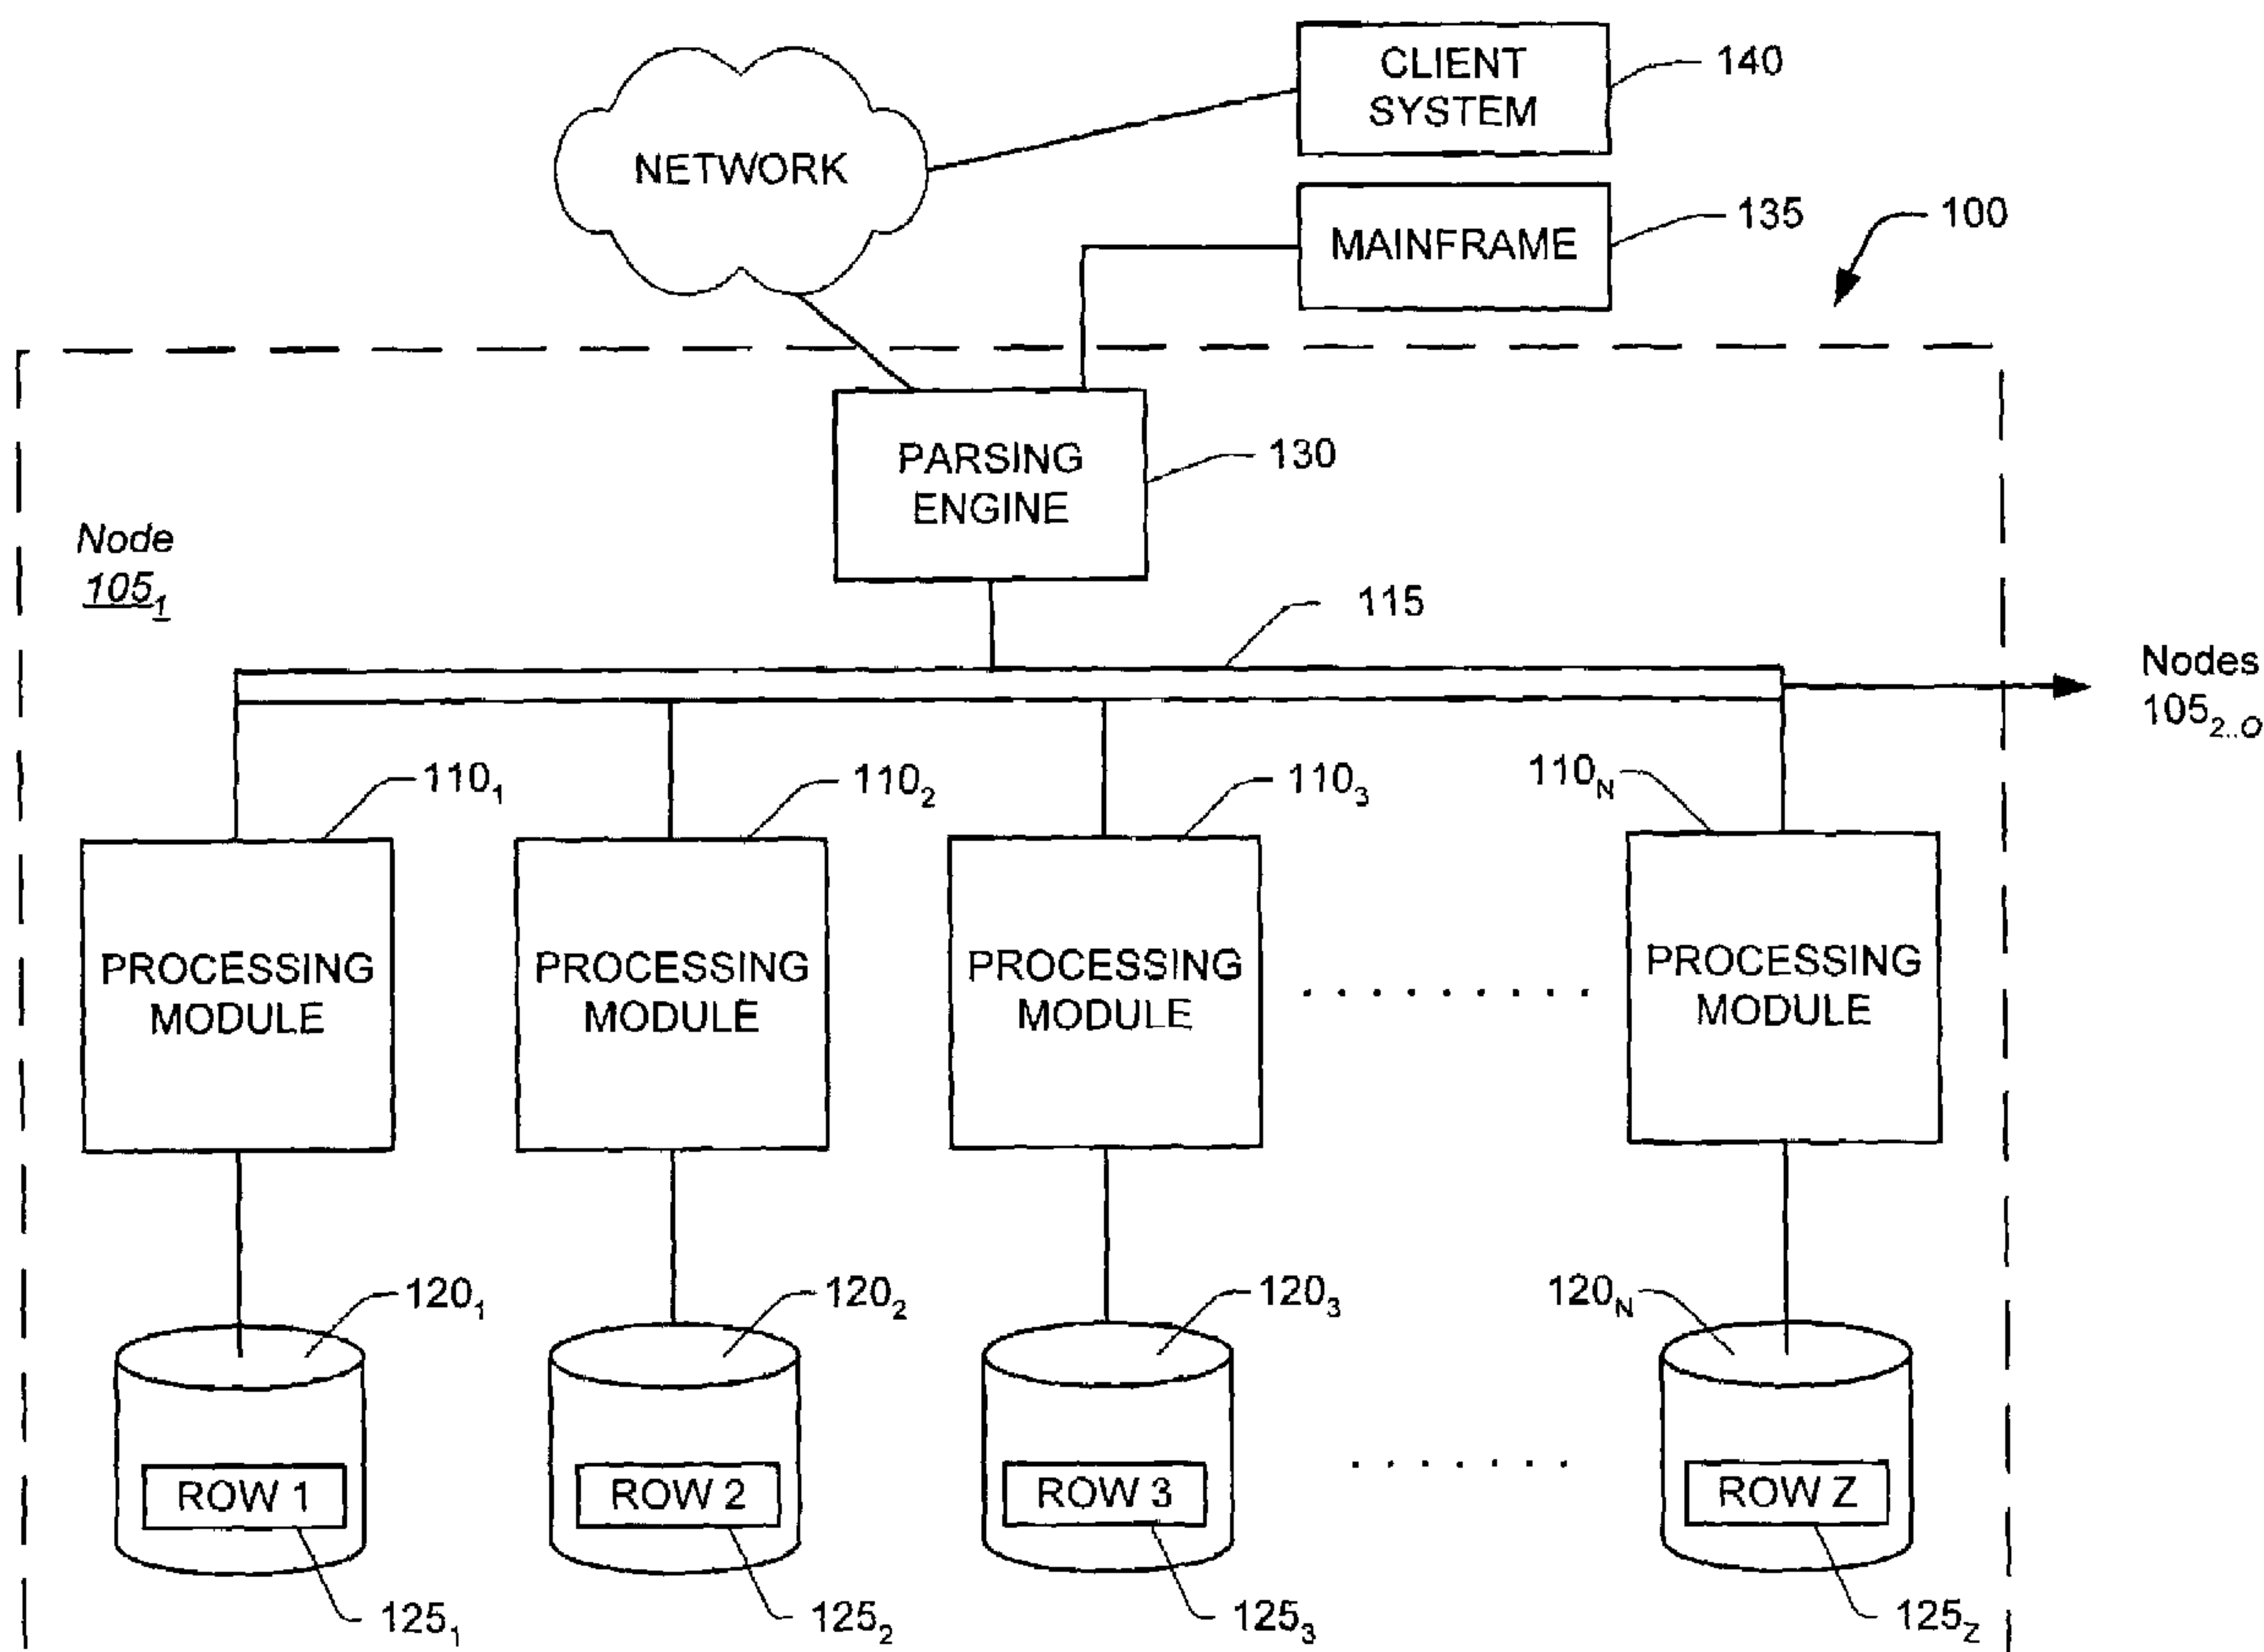 CLIENT
SYSTEM
140
NETWORK
MAINFRAME
135
100
PARSING
ENGINE
130
Node
105₁
115
Nodes
105₂..O
110₁
110₂
110₃
110N
PROCESSING
MODULE
PROCESSING
MODULE
PROCESSING
MODULE
. . . . . . . . . .
PROCESSING
MODULE
120₁
120₂
120₃
120N
ROW 1
ROW 2
ROW 3
. . . . . . .
ROW Z
125₁
125₂
125₃
125Z